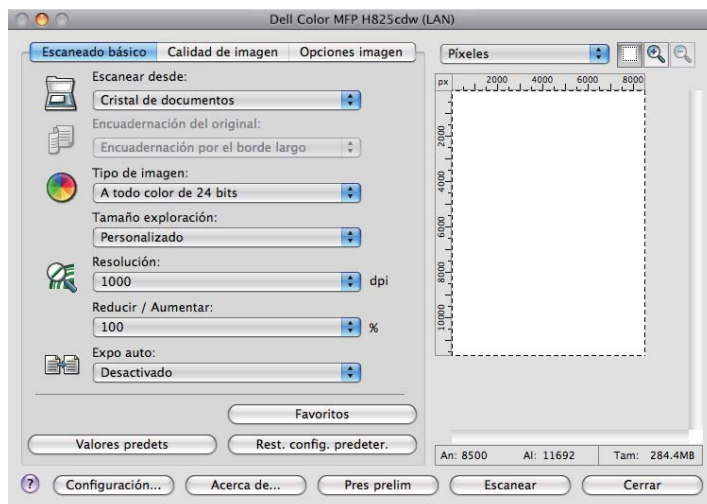 Dell Color MFP H825cdw (LAN)
Escaneado básico
Calidad de imagen
Opciones imagen
Escanear desde:
Cristal de documentos
Encuadernación del original:
Encuadernación por el borde largo
Tipo de imagen:
A todo color de 24 bits
Tamaño exploración:
Personalizado
Resolución:
1000 dpi
Reducir / Aumentar:
100 %
Expo auto:
Desactivado
Favoritos
Valores predets
Rest. config. predeter.
Píxeles
px 2000 4000 6000 8000
2000
4000
6000
8000
10000
An: 8500 Al: 11692 Tam: 284.4MB
? Configuración... Acerca de... Pres prelim Escanear Cerrar